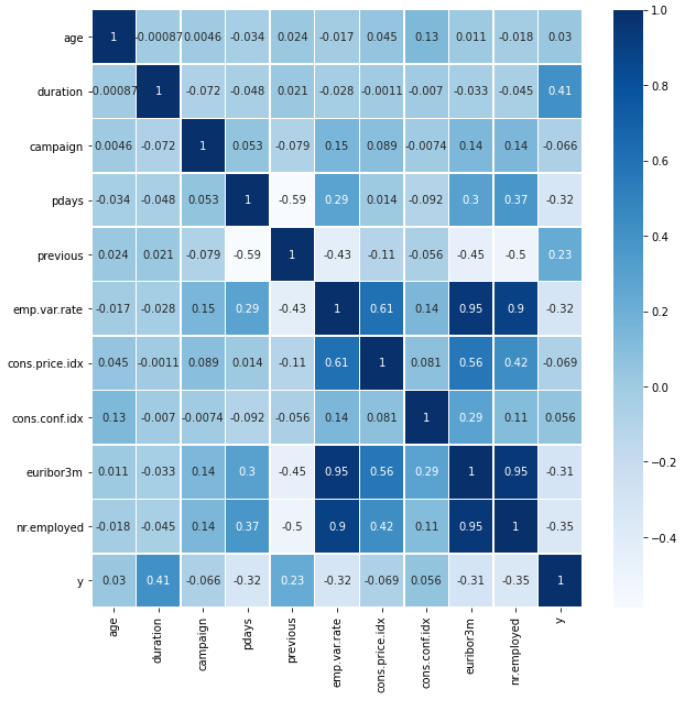 age 1 -0.00087 0.0046 -0.034 0.024 -0.017 0.045 0.13 0.011 -0.018 0.03
duration -0.00087 1 -0.072 -0.048 0.021 -0.028 -0.0011 -0.007 -0.033 -0.045 0.41
campaign 0.0046 -0.072 1 0.053 -0.079 0.15 0.089 -0.0074 0.14 0.14 -0.066
pdays -0.034 -0.048 0.053 1 -0.59 0.29 0.014 -0.092 0.3 0.37 -0.32
previous 0.024 0.021 -0.079 -0.59 1 -0.43 -0.11 -0.056 -0.45 -0.5 0.23
emp.var.rate -0.017 -0.028 0.15 0.29 -0.43 1 0.61 0.14 0.95 0.9 -0.32
cons.price.idx 0.045 -0.0011 0.089 0.014 -0.11 0.61 1 0.081 0.56 0.42 -0.069
cons.conf.idx 0.13 -0.007 -0.0074 -0.092 -0.056 0.14 0.081 1 0.29 0.11 0.056
euribor3m 0.011 -0.033 0.14 0.3 -0.45 0.95 0.56 0.29 1 0.95 -0.31
nr.employed -0.018 -0.045 0.14 0.37 -0.5 0.9 0.42 0.11 0.95 1 -0.35
y 0.03 0.41 -0.066 -0.32 0.23 -0.32 -0.069 0.056 -0.31 -0.35 1
age duration campaign pdays previous emp.var.rate cons.price.idx cons.conf.idx euribor3m nr.employed y
1.0
0.8
0.6
0.4
0.2
0.0
−0.2
−0.4